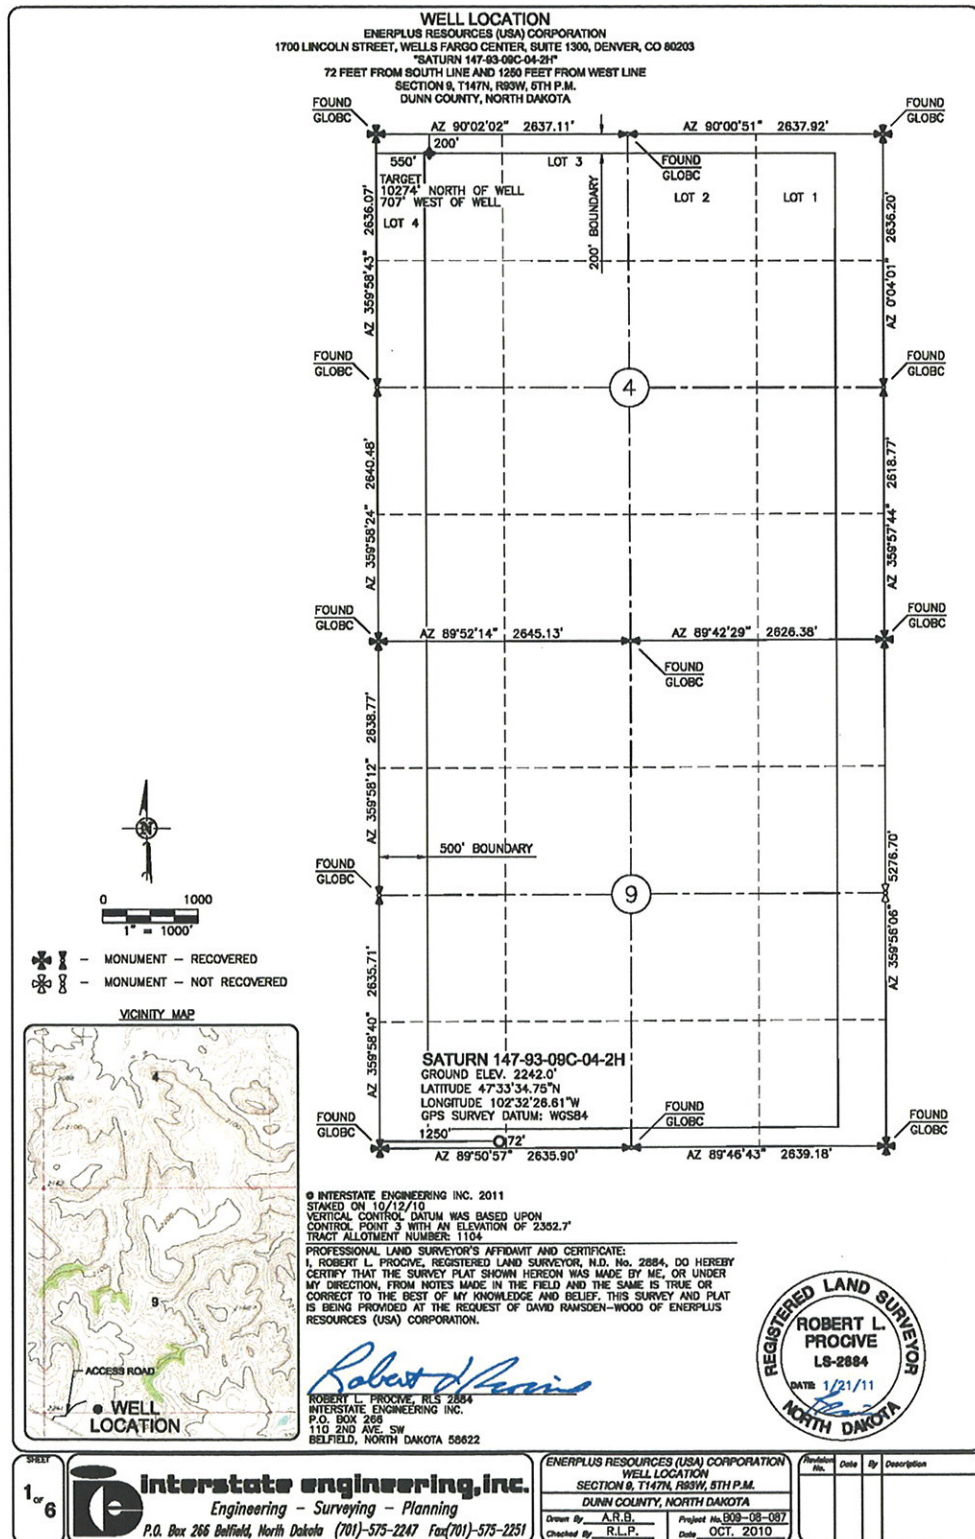 WELL LOCATION
ENERPLUS RESOURCES (USA) CORPORATION
1700 LINCOLN STREET, WELLS FARGO CENTER, SUITE 1300, DENVER, CO 80203
"SATURN 147-93-09C-04-2H"
72 FEET FROM SOUTH LINE AND 1250 FEET FROM WEST LINE
SECTION 9, T147N, R93W, 5TH P.M.
DUNN COUNTY, NORTH DAKOTA
FOUND
GLOBC
AZ 90°02'02" 2637.11'
AZ 90°00'51" 2637.92'
FOUND
GLOBC
200'
550'
LOT 3
FOUND
GLOBC
TARGET
10274' NORTH OF WELL
707' WEST OF WELL
LOT 4
LOT 2
LOT 1
200' BOUNDARY
AZ 359°58'43" 2636.07'
AZ 0°04'01" 2636.20'
FOUND
GLOBC
4
FOUND
GLOBC
AZ 359°58'24" 2640.48'
AZ 359°57'44" 2618.77'
FOUND
GLOBC
AZ 89°52'14" 2645.13'
AZ 89°42'29" 2626.38'
FOUND
GLOBC
FOUND
GLOBC
AZ 359°58'12" 2638.77'
500' BOUNDARY
FOUND
GLOBC
9
AZ 359°56'06" 5276.70'
N
0 1000
1" = 1000'
- MONUMENT - RECOVERED
- MONUMENT - NOT RECOVERED
AZ 359°58'40" 2635.71'
SATURN 147-93-09C-04-2H
GROUND ELEV. 2242.0'
LATITUDE 47°33'34.75"N
LONGITUDE 102°32'26.61"W
GPS SURVEY DATUM: WGS84
FOUND
GLOBC
1250'
72'
FOUND
GLOBC
FOUND
GLOBC
AZ 89°50'57" 2635.90'
AZ 89°46'43" 2639.18'
VICINITY MAP
4
9
ACCESS ROAD
WELL
LOCATION
© INTERSTATE ENGINEERING INC. 2011
STAKED ON 10/12/10
VERTICAL CONTROL DATUM WAS BASED UPON
CONTROL POINT 3 WITH AN ELEVATION OF 2352.7'
TRACT ALLOTMENT NUMBER: 1104
PROFESSIONAL LAND SURVEYOR'S AFFIDAVIT AND CERTIFICATE:
I, ROBERT L. PROCIVE, REGISTERED LAND SURVEYOR, N.D. No. 2884, DO HEREBY
CERTIFY THAT THE SURVEY PLAT SHOWN HEREON WAS MADE BY ME, OR UNDER
MY DIRECTION, FROM NOTES MADE IN THE FIELD AND THE SAME IS TRUE OR
CORRECT TO THE BEST OF MY KNOWLEDGE AND BELIEF. THIS SURVEY AND PLAT
IS BEING PROVIDED AT THE REQUEST OF DAVID RAMSDEN-WOOD OF ENERPLUS
RESOURCES (USA) CORPORATION.
ROBERT L. PROCIVE, RLS 2884
INTERSTATE ENGINEERING INC.
P.O. BOX 266
110 2ND AVE. SW
BELFIELD, NORTH DAKOTA 58622
REGISTERED LAND SURVEYOR
ROBERT L.
PROCIVE
LS-2884
DATE: 1/21/11
NORTH DAKOTA
SHEET
1 OF 6
interstate engineering, inc.
Engineering - Surveying - Planning
P.O. Box 266 Belfield, North Dakota (701)-575-2247 Fax(701)-575-2251
ENERPLUS RESOURCES (USA) CORPORATION
WELL LOCATION
SECTION 9, T147N, R93W, 5TH P.M.
DUNN COUNTY, NORTH DAKOTA
Drawn By A.R.B. Project No. B09-08-087
Checked By R.L.P. Date OCT. 2010
Revision No. Date By Description